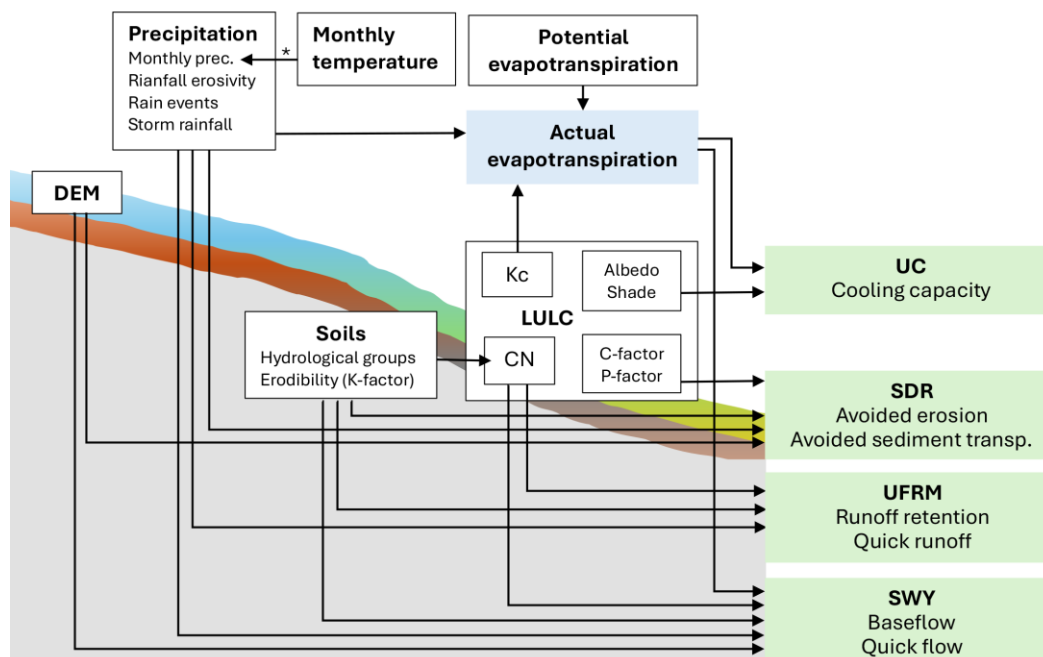 Precipitation
Monthly prec.
Rianfall erosivity
Rain events
Storm rainfall
*
Monthly
temperature
Potential
evapotranspiration
Actual
evapotranspiration
DEM
Kc
Albedo
Shade
LULC
CN
C-factor
P-factor
Soils
Hydrological groups
Erodibility (K-factor)
UC
Cooling capacity
SDR
Avoided erosion
Avoided sediment transp.
UFRM
Runoff retention
Quick runoff
SWY
Baseflow
Quick flow